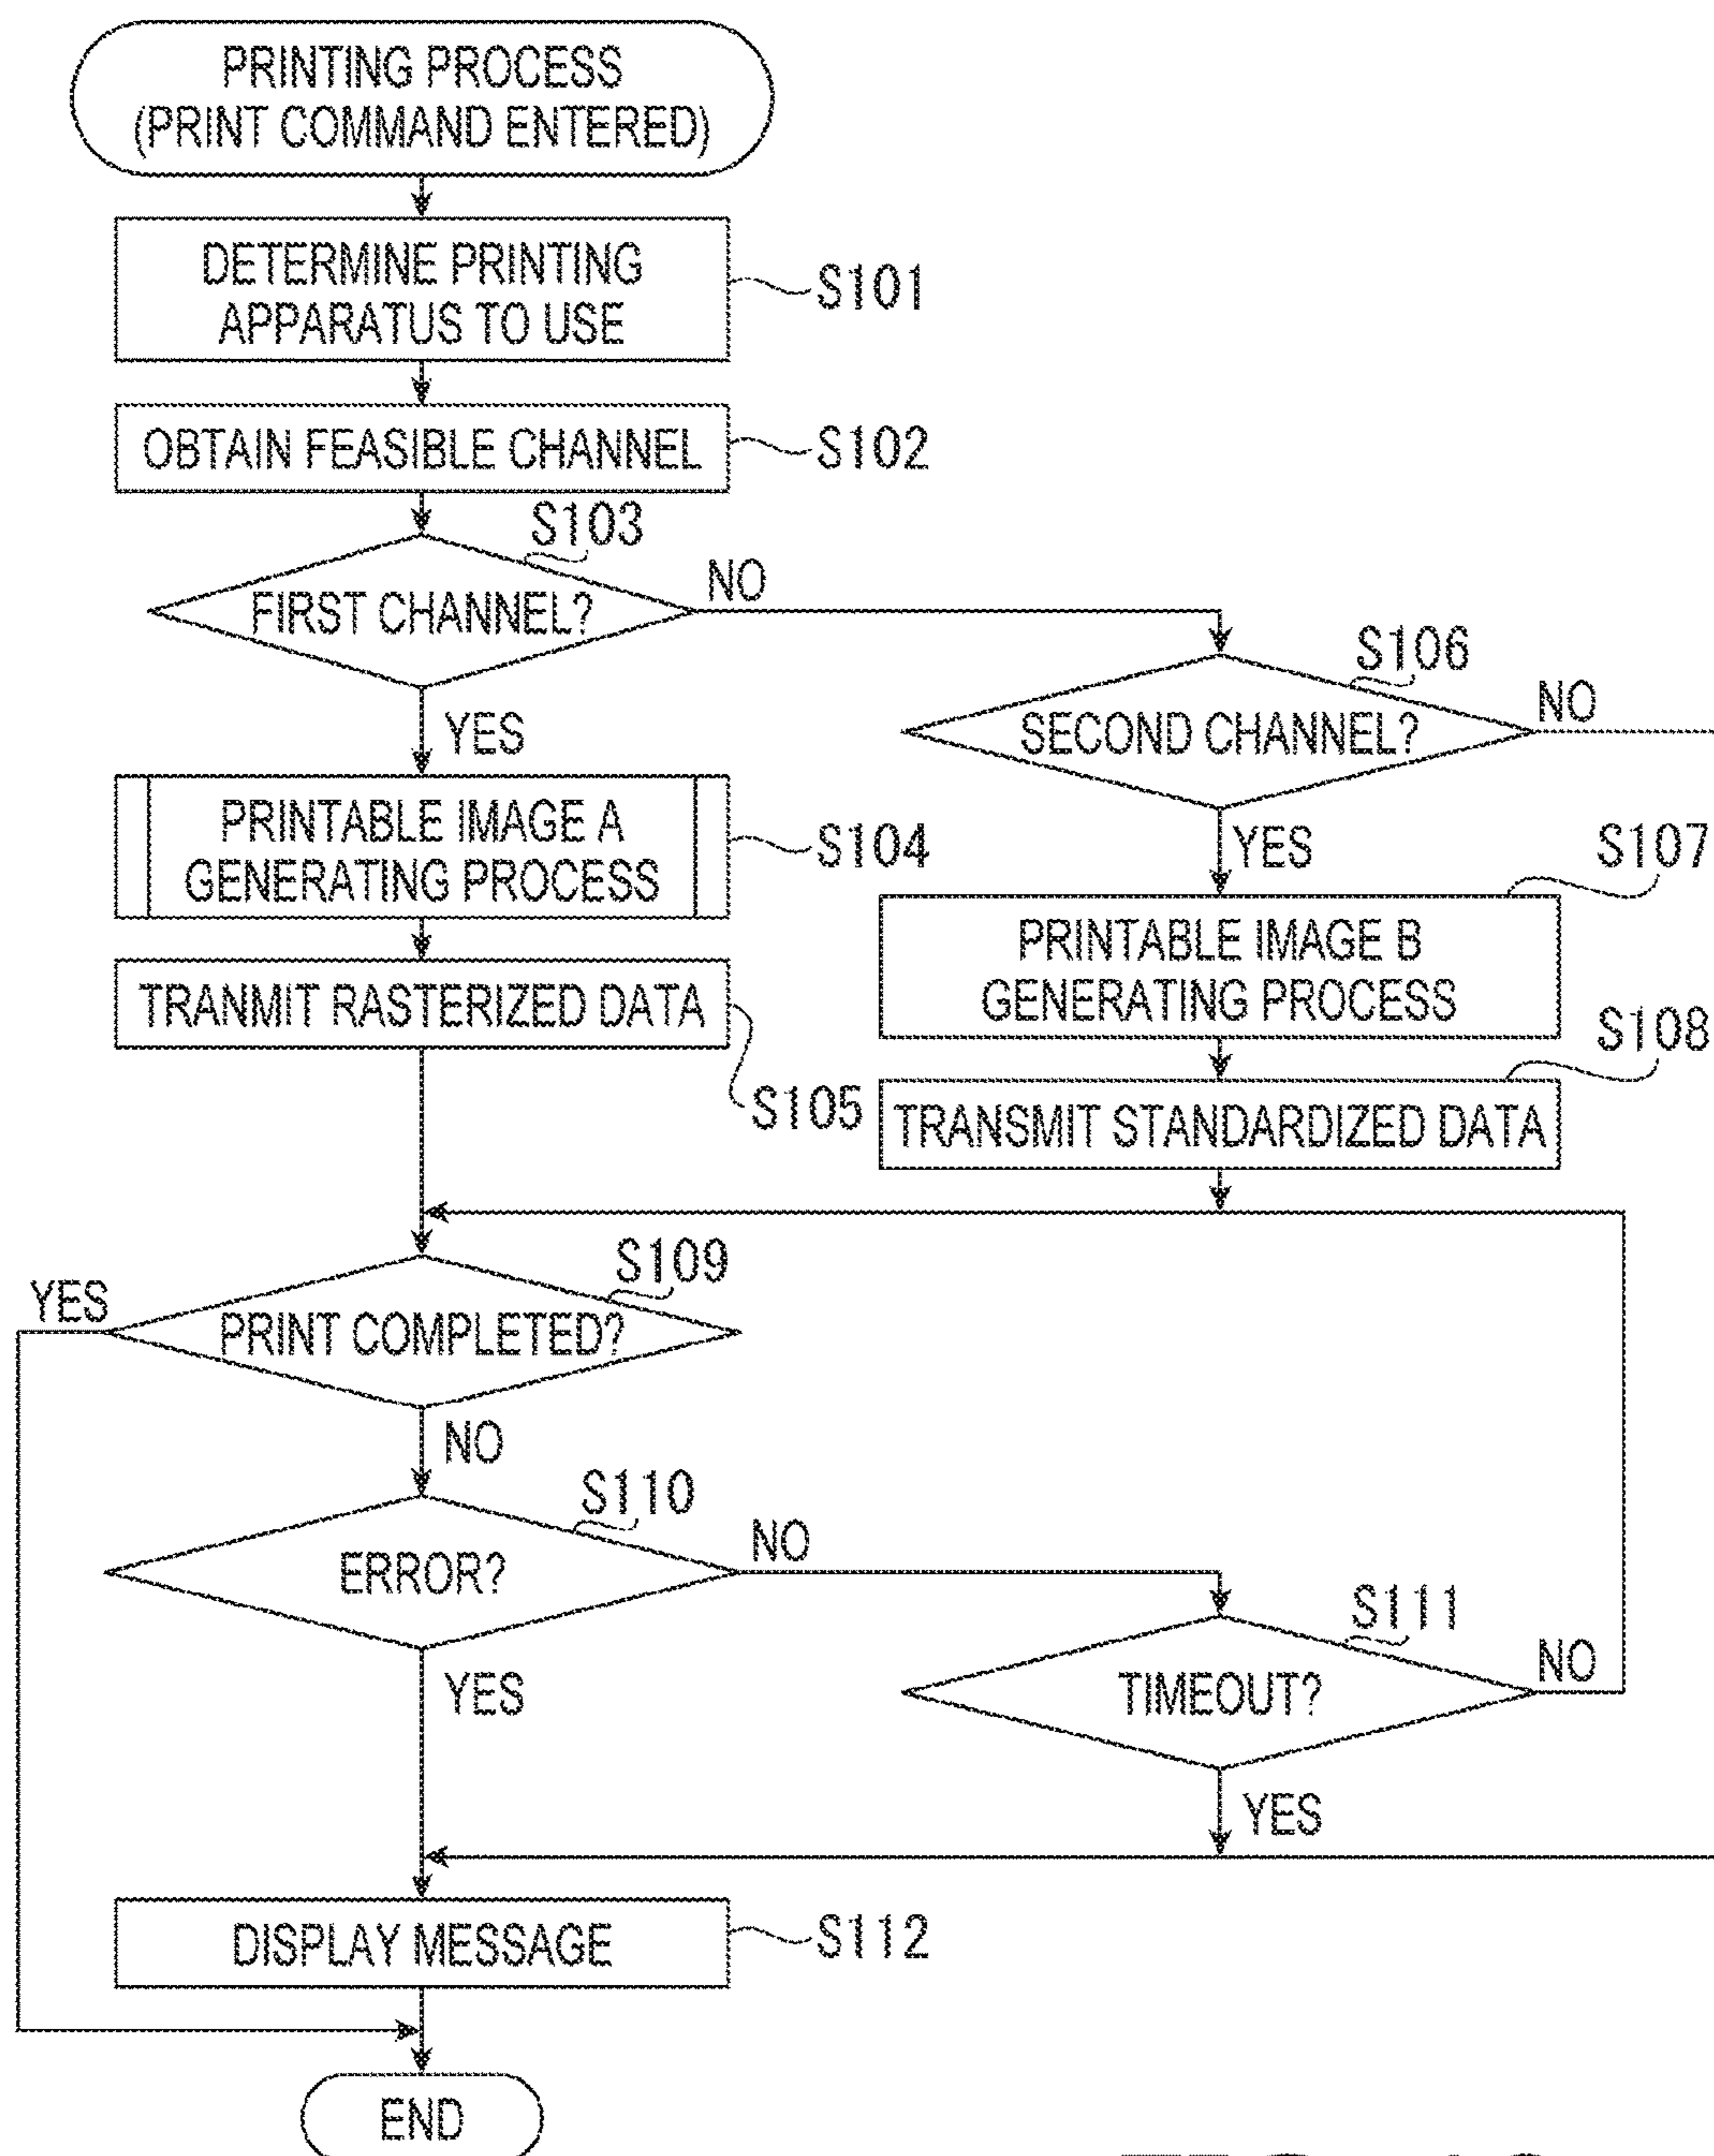 PRINTING PROCESS
(PRINT COMMAND ENTERED)
DETERMINE PRINTING
APPARATUS TO USE
S101
OBTAIN FEASIBLE CHANNEL
S102
S103
FIRST CHANNEL?
NO
YES
S106
SECOND CHANNEL?
NO
YES
PRINTABLE IMAGE A
GENERATING PROCESS
S104
S107
PRINTABLE IMAGE B
GENERATING PROCESS
TRANMIT RASTERIZED DATA
S105
S108
TRANSMIT STANDARDIZED DATA
S109
YES
PRINT COMPLETED?
NO
S110
ERROR?
NO
YES
S111
TIMEOUT?
NO
YES
DISPLAY MESSAGE
S112
END